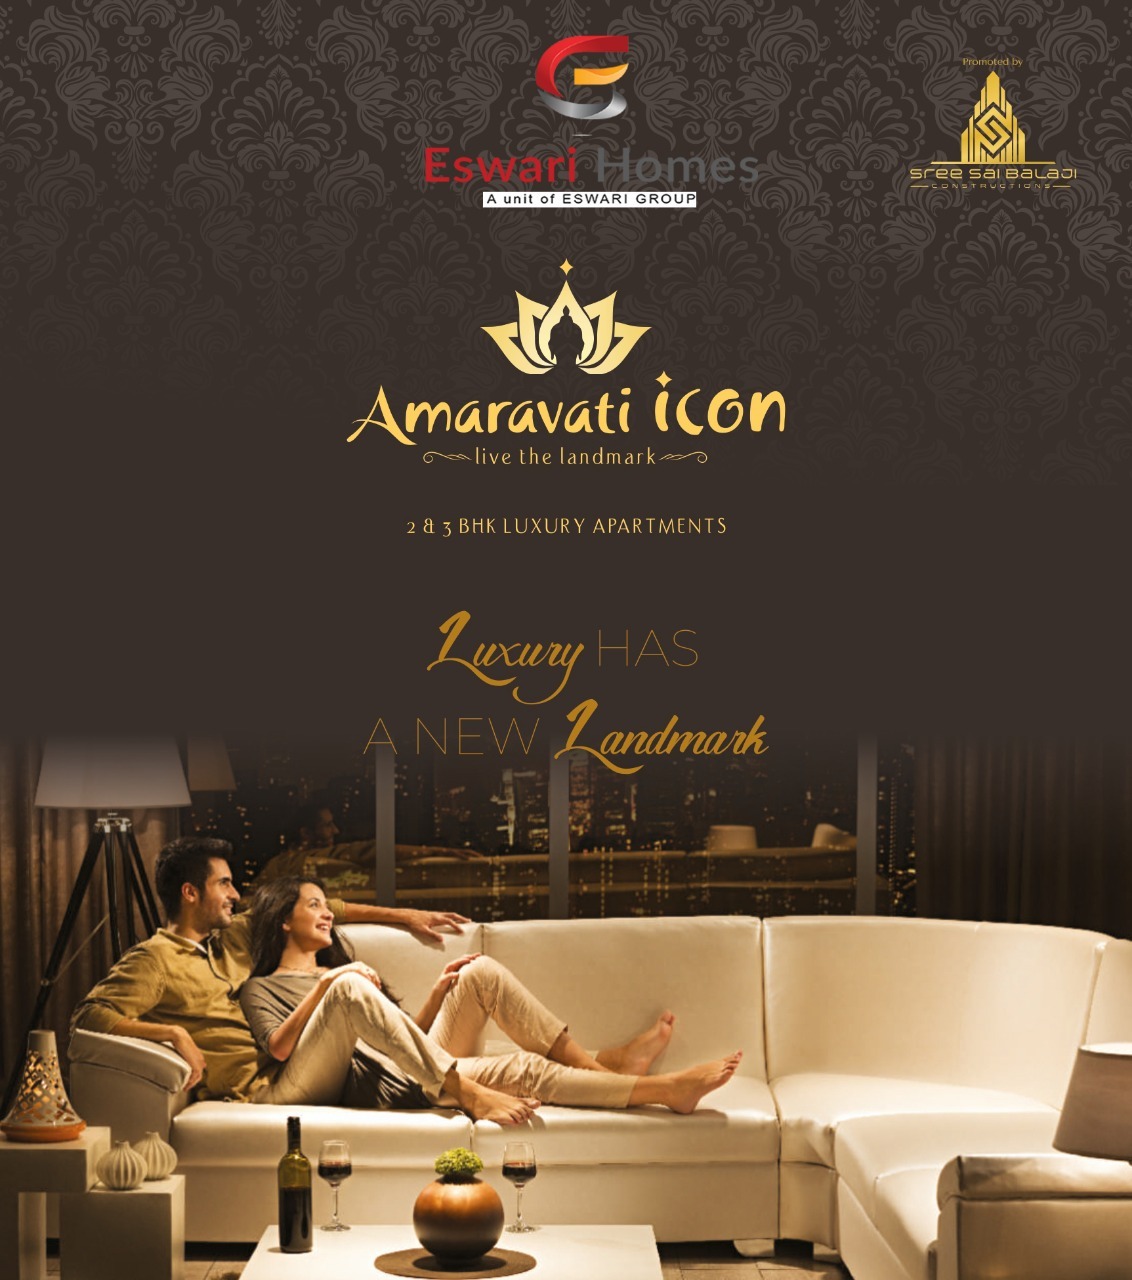 Promoted by
SREE SAI BALAJI
CONSTRUCTIONS
Eswari Homes
A unit of ESWARI GROUP
Amaravati icon
live the landmark
2 & 3 BHK LUXURY APARTMENTS
Luxury HAS
A NEW Landmark